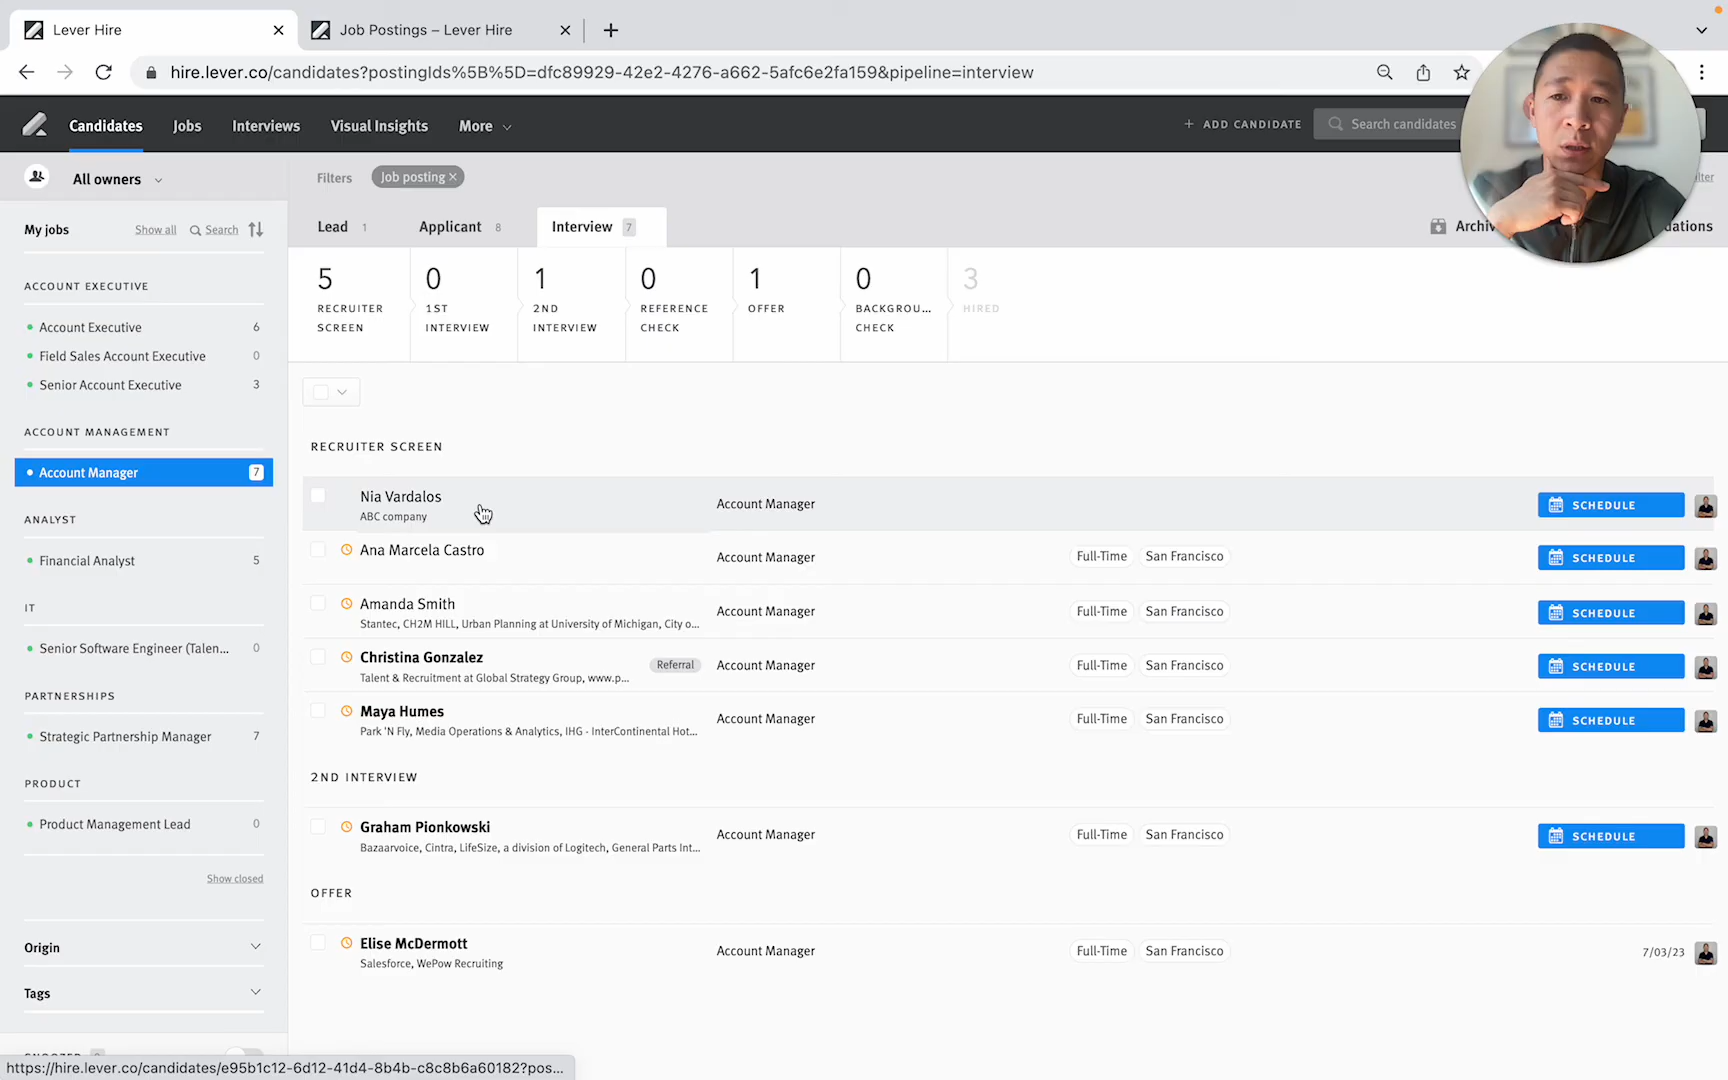 Lever Hire
Job Postings – Lever Hire
hire.lever.co/candidates?postingIds%5B%5D=dfc89929-42e2-4276-a662-5afc6e2fa159&pipeline=interview
Candidates
Jobs
Interviews
Visual Insights
More
+ ADD CANDIDATE
Search candidates
All owners
Filters
Job posting ×
My jobs
Show all
Search
Lead 1
Applicant 8
Interview 7
5 RECRUITER SCREEN
0 1ST INTERVIEW
1 2ND INTERVIEW
0 REFERENCE CHECK
1 OFFER
0 BACKGROU... CHECK
3 HIRED
ACCOUNT EXECUTIVE
Account Executive 6
Field Sales Account Executive 0
Senior Account Executive 3
ACCOUNT MANAGEMENT
Account Manager 7
ANALYST
Financial Analyst 5
IT
Senior Software Engineer (Talen... 0
PARTNERSHIPS
Strategic Partnership Manager 7
PRODUCT
Product Management Lead 0
Show closed
Origin
Tags
RECRUITER SCREEN
Nia Vardalos
ABC company
Account Manager
SCHEDULE
Ana Marcela Castro
Account Manager
Full-Time
San Francisco
SCHEDULE
Amanda Smith
Stantec, CH2M HILL, Urban Planning at University of Michigan, City o...
Account Manager
Full-Time
San Francisco
SCHEDULE
Christina Gonzalez
Talent & Recruitment at Global Strategy Group, www.p...
Referral
Account Manager
Full-Time
San Francisco
SCHEDULE
Maya Humes
Park 'N Fly, Media Operations & Analytics, IHG - InterContinental Hot...
Account Manager
Full-Time
San Francisco
SCHEDULE
2ND INTERVIEW
Graham Pionkowski
Bazaarvoice, Cintra, LifeSize, a division of Logitech, General Parts Int...
Account Manager
Full-Time
San Francisco
SCHEDULE
OFFER
Elise McDermott
Salesforce, WePow Recruiting
Account Manager
Full-Time
San Francisco
7/03/23
https://hire.lever.co/candidates/e95b1c12-6d12-41d4-8b4b-c8c8b6a60182?pos...